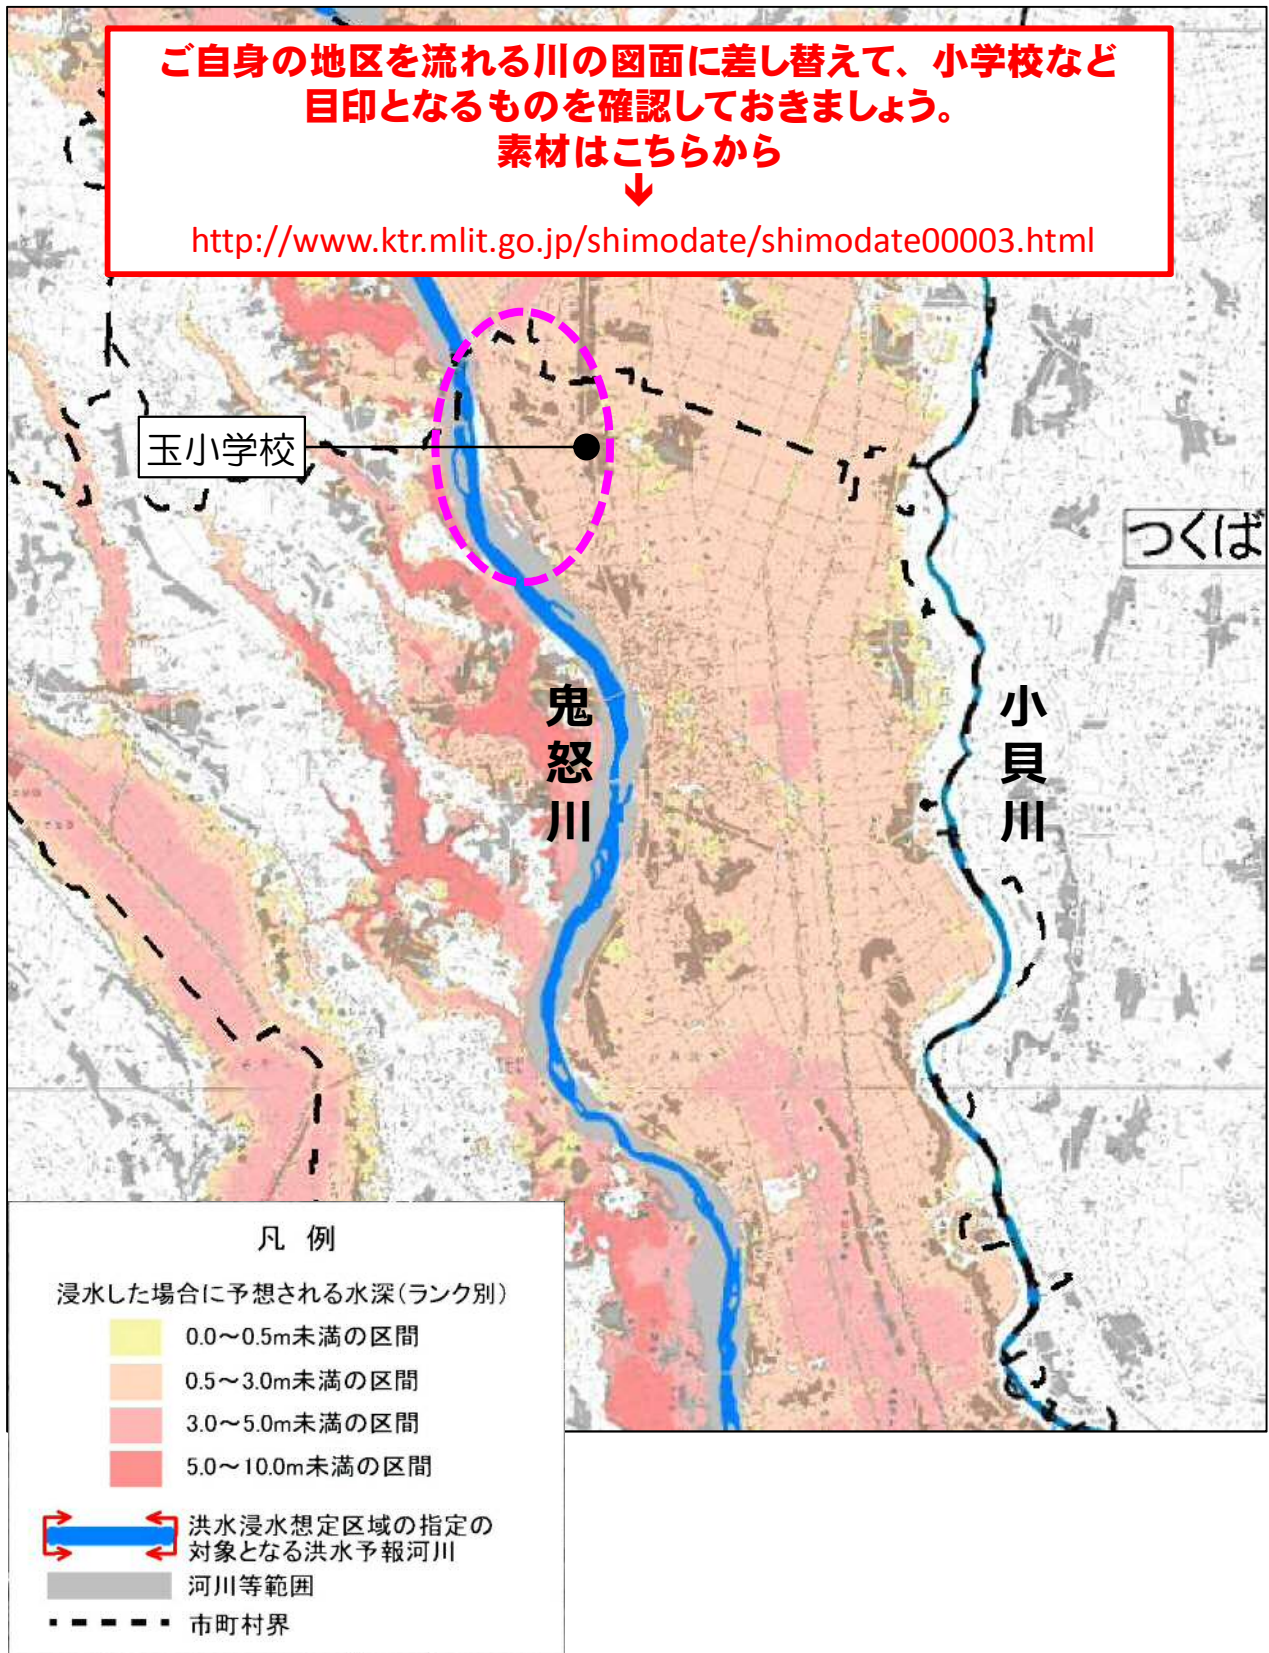 ご自身の地区を流れる川の図面に差し替えて、小学校など
目印となるものを確認しておきましょう。
素材はこちらから
↓
http://www.ktr.mlit.go.jp/shimodate/shimodate00003.html
玉小学校
つくば
鬼怒川
小貝川
凡 例
浸水した場合に予想される水深(ランク別)
0.0～0.5m未満の区間
0.5～3.0m未満の区間
3.0～5.0m未満の区間
5.0～10.0m未満の区間
洪水浸水想定区域の指定の
対象となる洪水予報河川
河川等範囲
市町村界